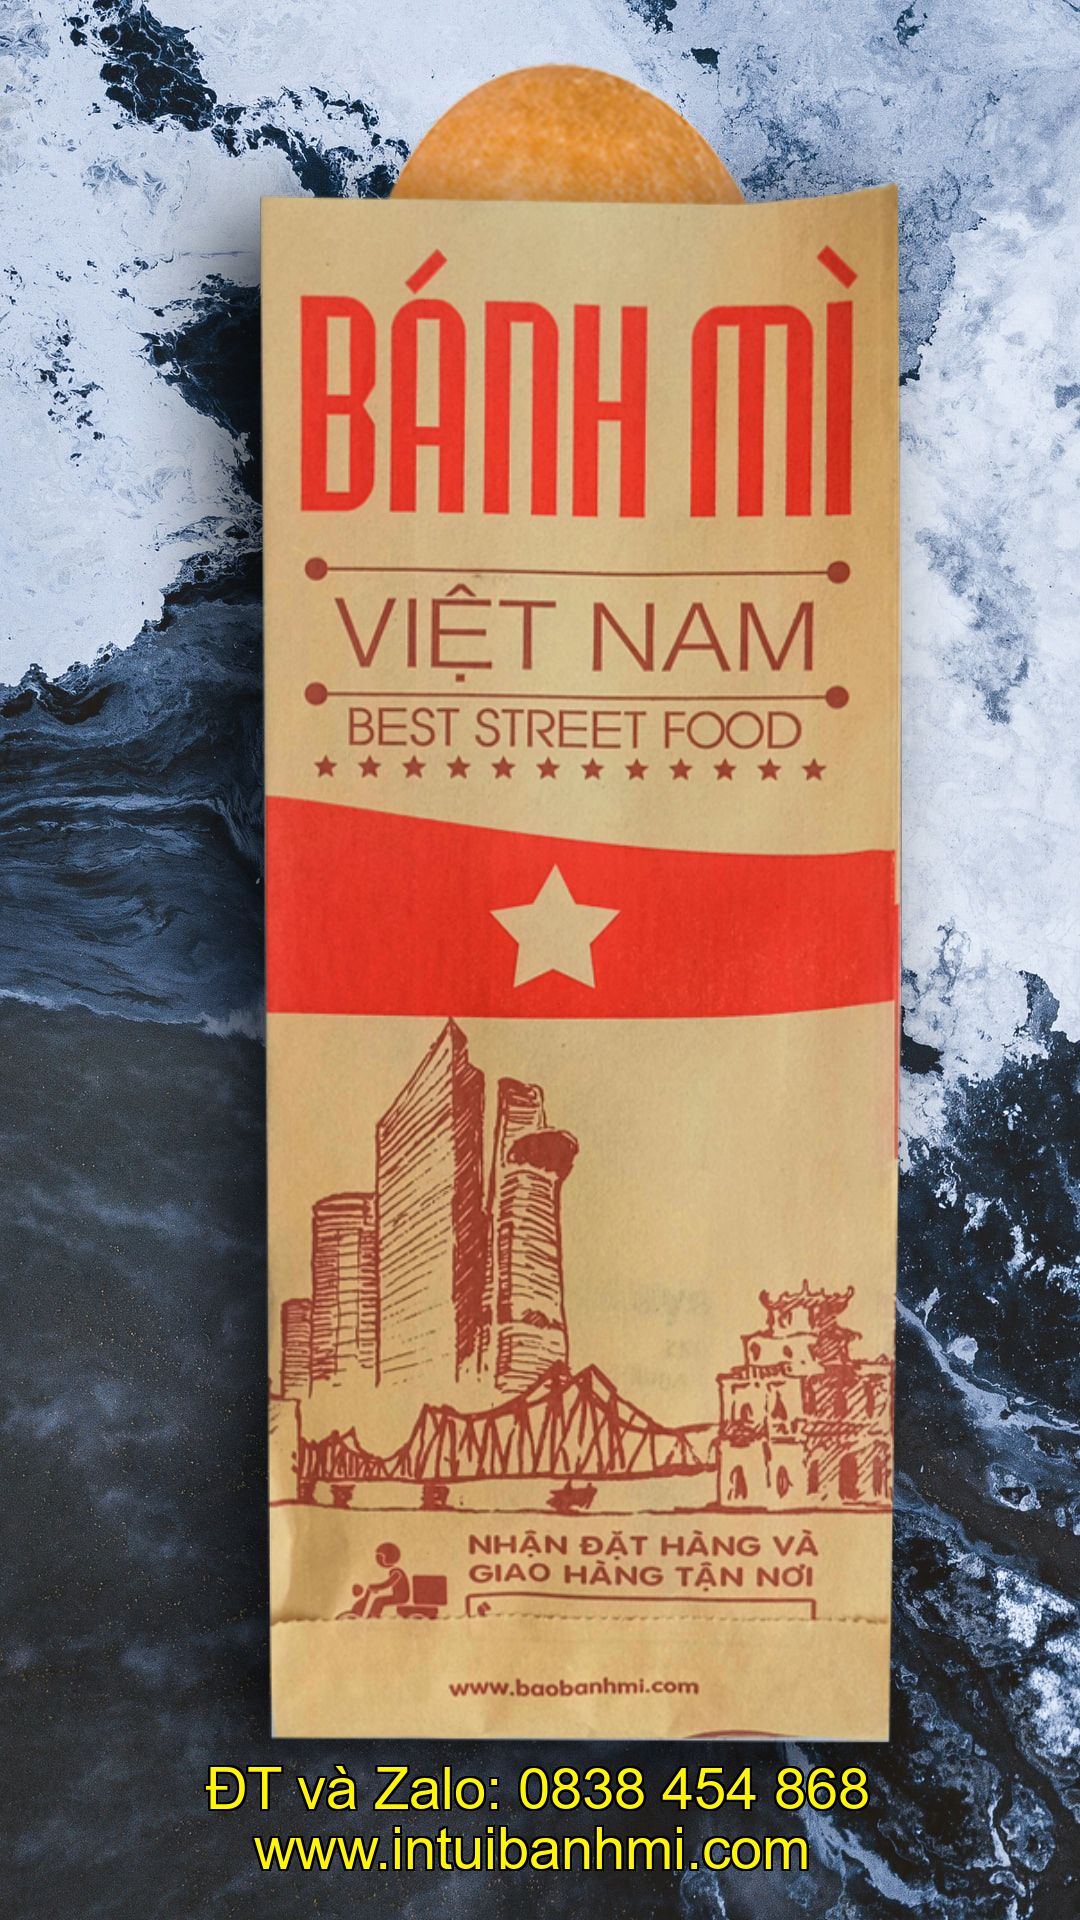 BÁNH MÌ
VIỆT NAM
BEST STREET FOOD
NHẬN ĐẶT HÀNG VÀ
GIAO HÀNG TẬN NƠI
www.baobanhmi.com
ĐT và Zalo: 0838 454 868
www.intuibanhmi.com